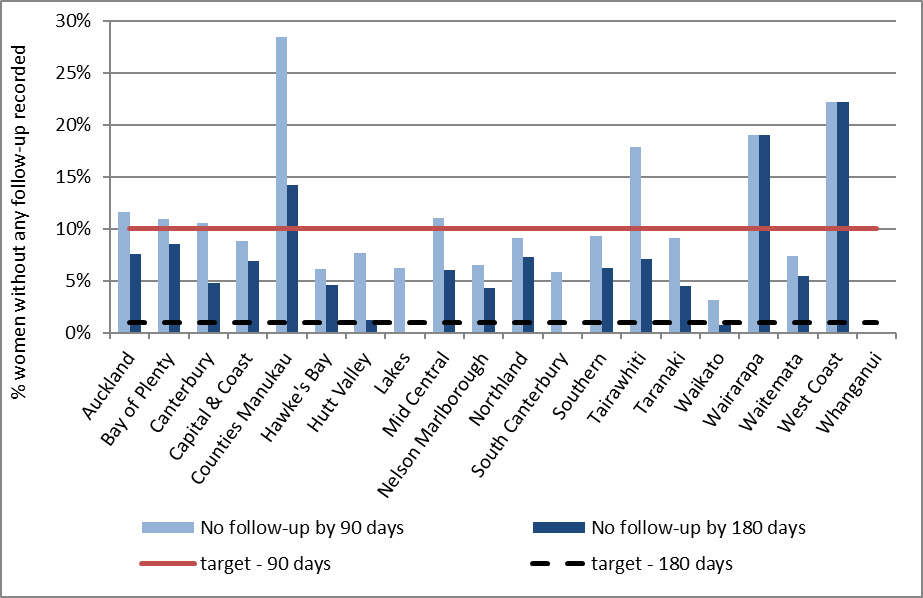 30%
25%
20%
15%
10%
5%
0%
% women without any follow-up recorded
Auckland
Bay of Plenty
Canterbury
Capital & Coast
Counties Manukau
Hawke's Bay
Hutt Valley
Lakes
Mid Central
Nelson Marlborough
Northland
South Canterbury
Southern
Tairawhiti
Taranaki
Waikato
Wairarapa
Waitemata
West Coast
Whanganui
No follow-up by 90 days
No follow-up by 180 days
target - 90 days
target - 180 days